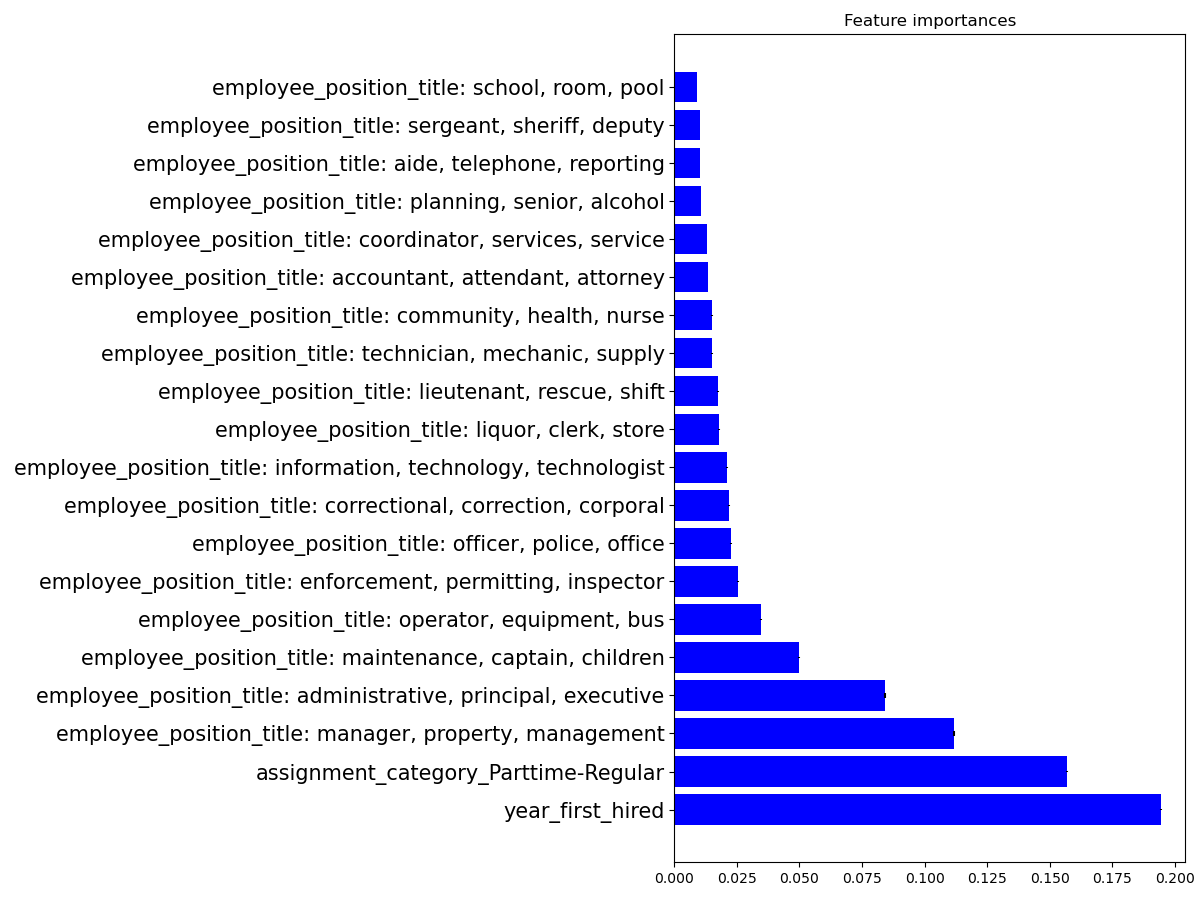 Feature importances
employee_position_title: school, room, pool
employee_position_title: sergeant, sheriff, deputy
employee_position_title: aide, telephone, reporting
employee_position_title: planning, senior, alcohol
employee_position_title: coordinator, services, service
employee_position_title: accountant, attendant, attorney
employee_position_title: community, health, nurse
employee_position_title: technician, mechanic, supply
employee_position_title: lieutenant, rescue, shift
employee_position_title: liquor, clerk, store
employee_position_title: information, technology, technologist
employee_position_title: correctional, correction, corporal
employee_position_title: officer, police, office
employee_position_title: enforcement, permitting, inspector
employee_position_title: operator, equipment, bus
employee_position_title: maintenance, captain, children
employee_position_title: administrative, principal, executive
employee_position_title: manager, property, management
assignment_category_Parttime-Regular
year_first_hired
0.000 0.025 0.050 0.075 0.100 0.125 0.150 0.175 0.200